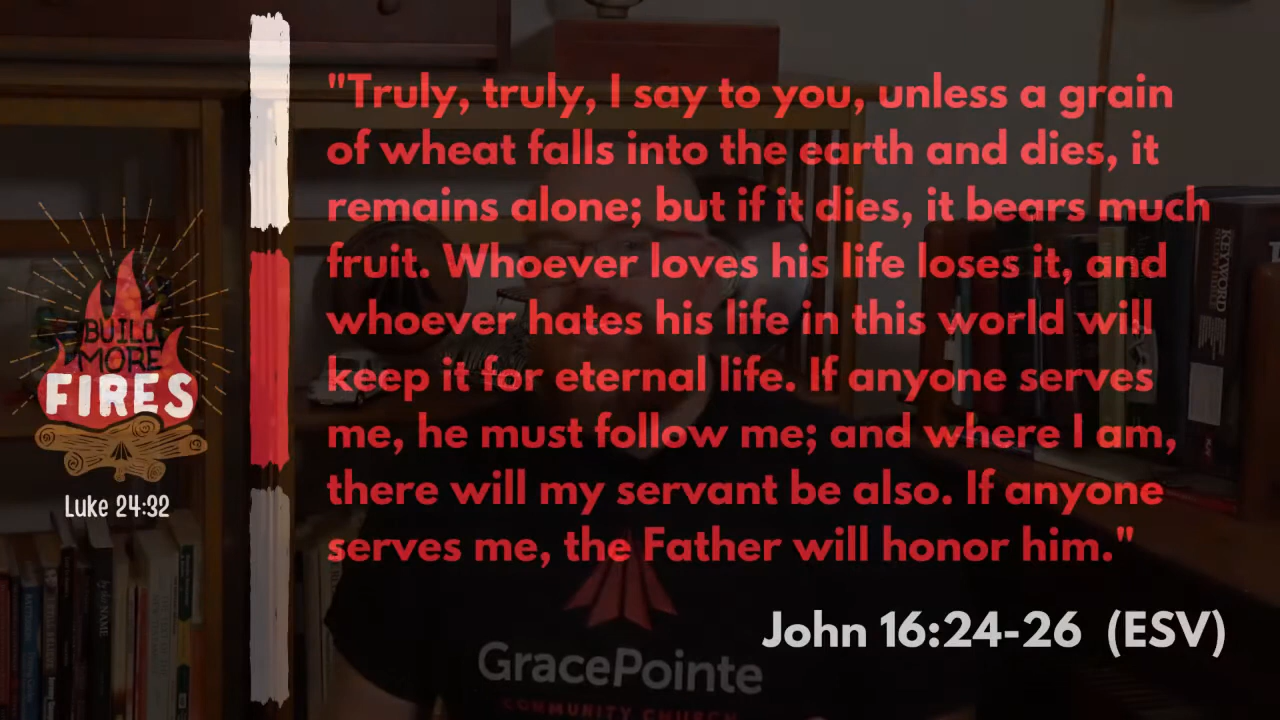 "Truly, truly, I say to you, unless a grain
of wheat falls into the earth and dies, it
remains alone; but if it dies, it bears much
fruit. Whoever loves his life loses it, and
whoever hates his life in this world will
keep it for eternal life. If anyone serves
me, he must follow me; and where I am,
there will my servant be also. If anyone
serves me, the Father will honor him."
John 16:24-26 (ESV)
BUILD
MORE
FIRES
Luke 24:32
GracePointe
COMMUNITY CHURCH